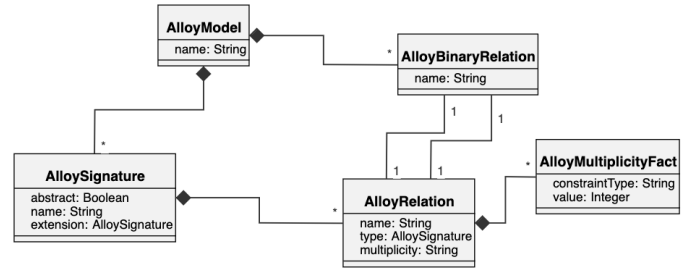 AlloyModel
name: String
*
AlloyBinaryRelation
name: String
1
1
*
AlloySignature
abstract: Boolean
name: String
extension: AlloySignature
*
1
1
AlloyRelation
name: String
type: AlloySignature
multiplicity: String
*
AlloyMultiplicityFact
constraintType: String
value: Integer